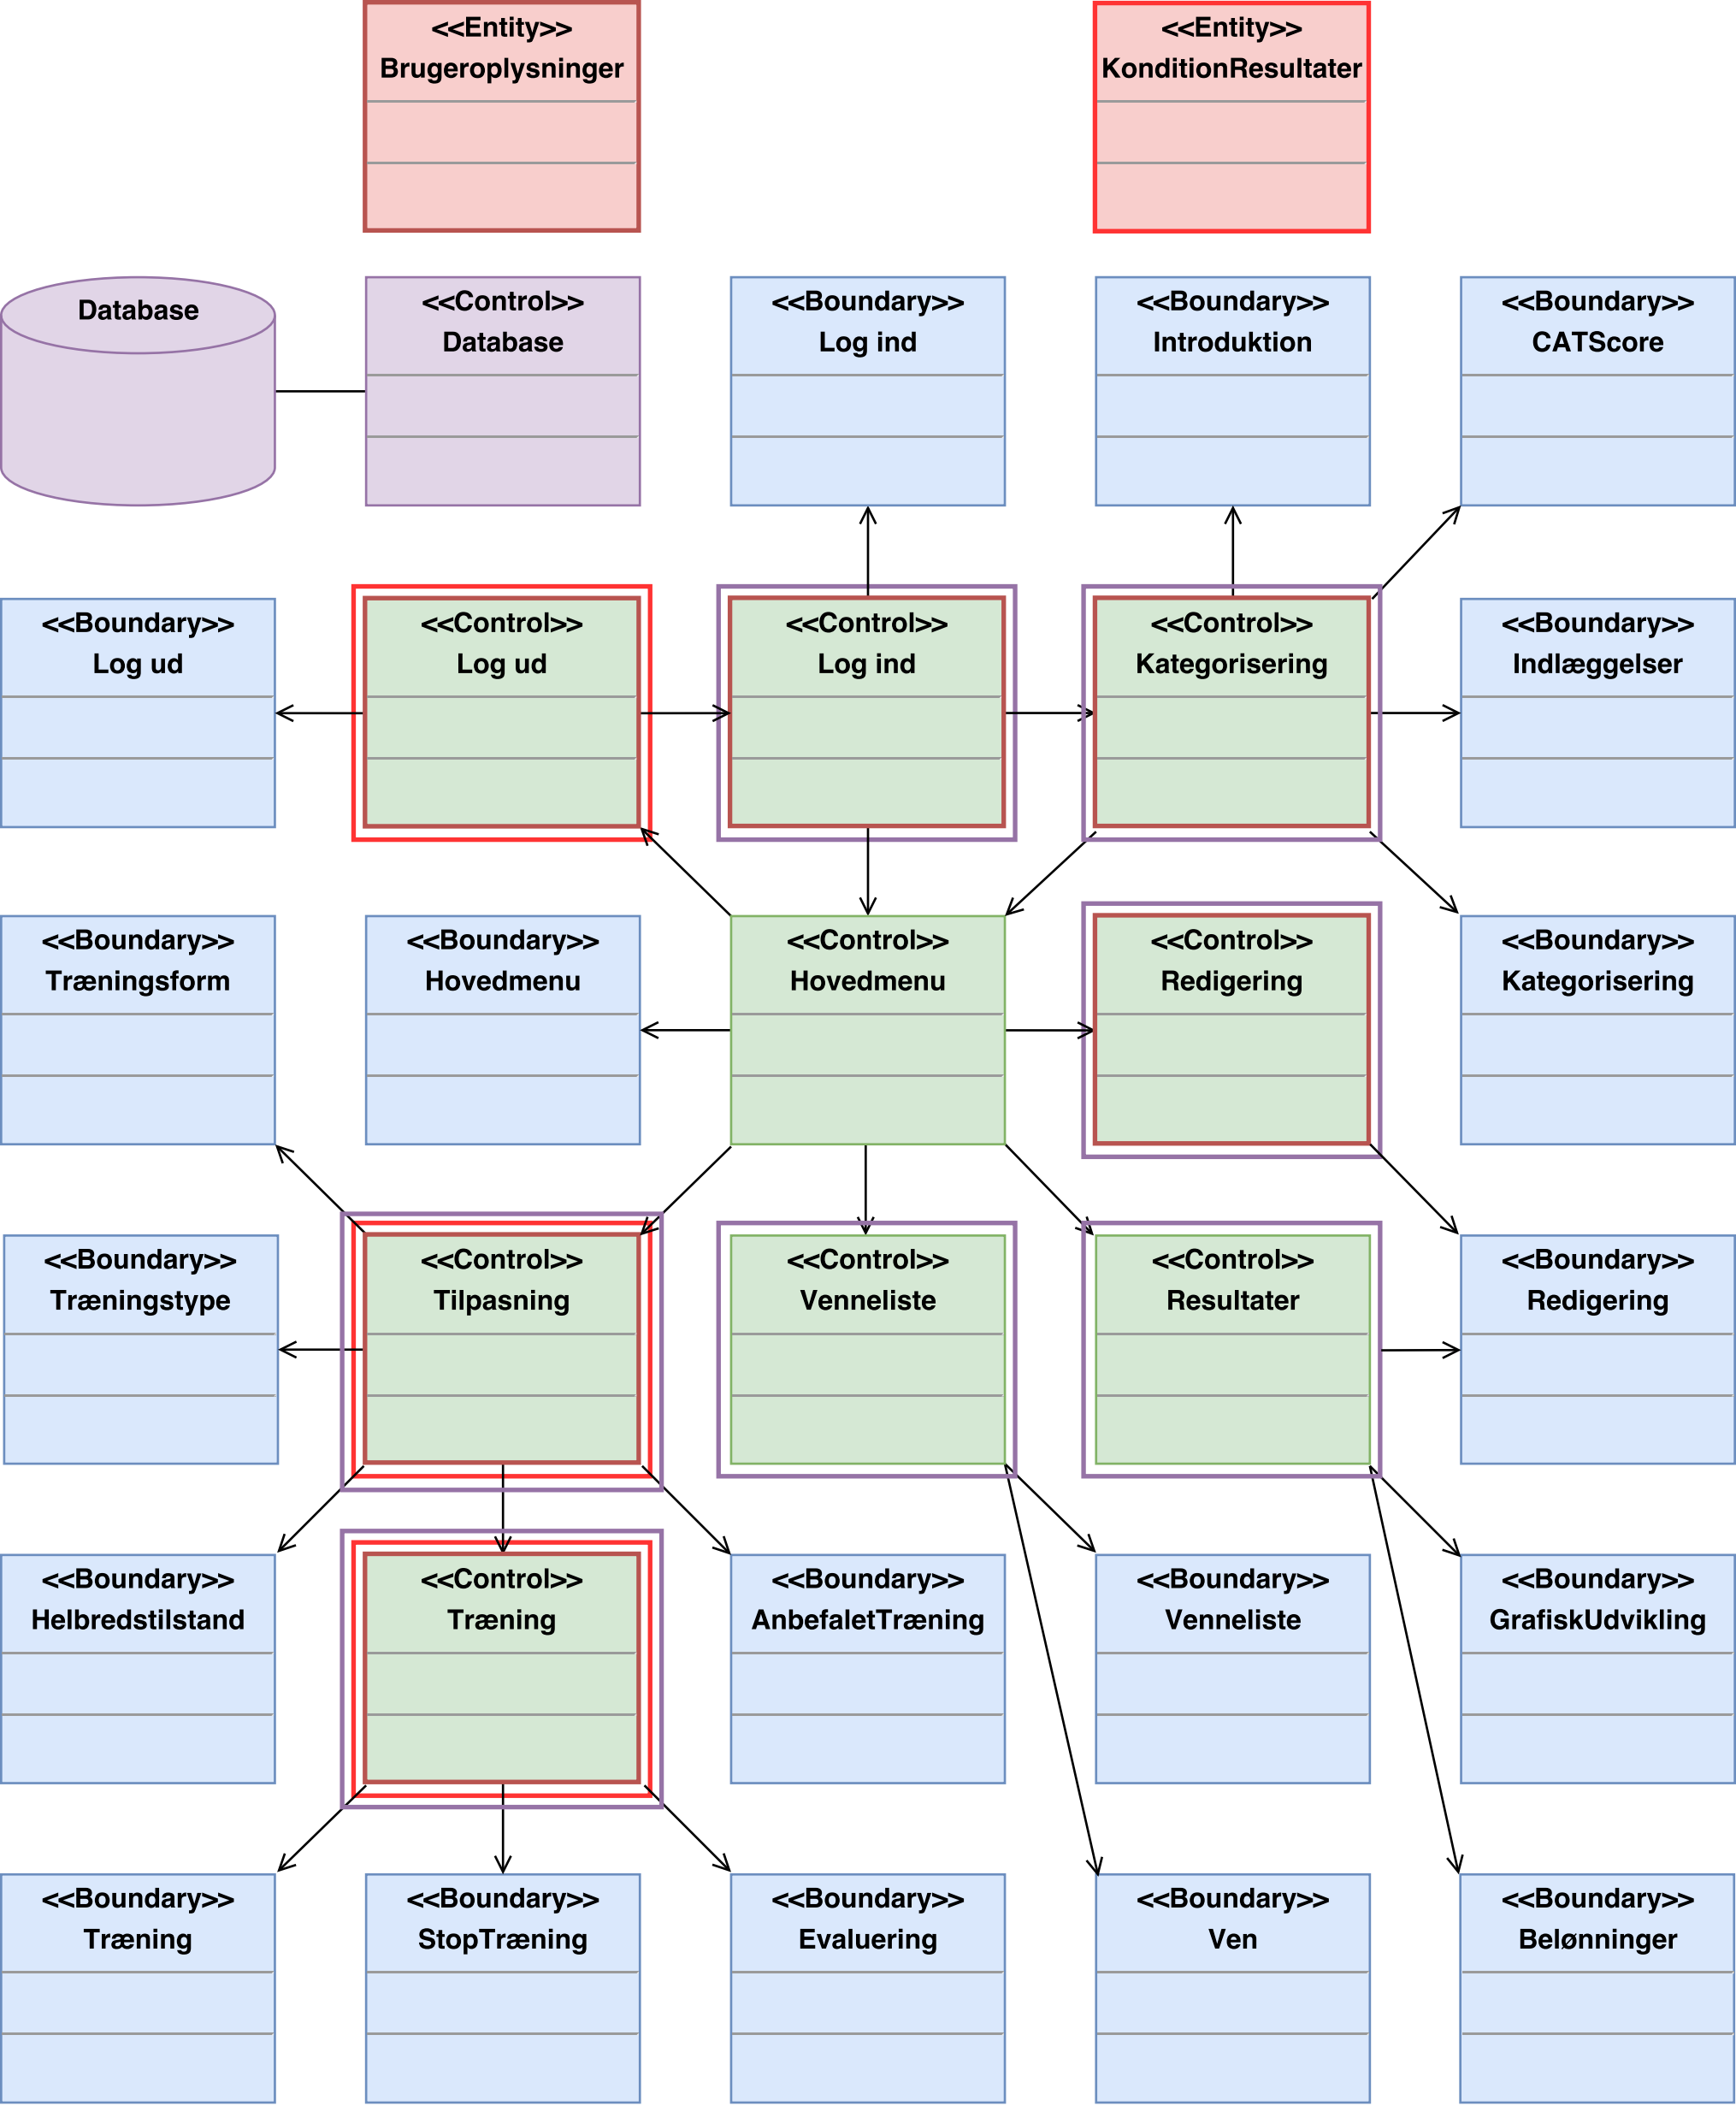 <<Entity>>
Brugeroplysninger
<<Entity>>
KonditionResultater
Database
<<Control>>
Database
<<Boundary>>
Log ind
<<Boundary>>
Introduktion
<<Boundary>>
CATScore
<<Boundary>>
Log ud
<<Control>>
Log ud
<<Control>>
Log ind
<<Control>>
Kategorisering
<<Boundary>>
Indlæggelser
<<Boundary>>
Træningsform
<<Boundary>>
Hovedmenu
<<Control>>
Hovedmenu
<<Control>>
Redigering
<<Boundary>>
Kategorisering
<<Boundary>>
Træningstype
<<Control>>
Tilpasning
<<Control>>
Venneliste
<<Control>>
Resultater
<<Boundary>>
Redigering
<<Boundary>>
Helbredstilstand
<<Control>>
Træning
<<Boundary>>
AnbefaletTræning
<<Boundary>>
Venneliste
<<Boundary>>
GrafiskUdvikling
<<Boundary>>
Træning
<<Boundary>>
StopTræning
<<Boundary>>
Evaluering
<<Boundary>>
Ven
<<Boundary>>
Belønninger